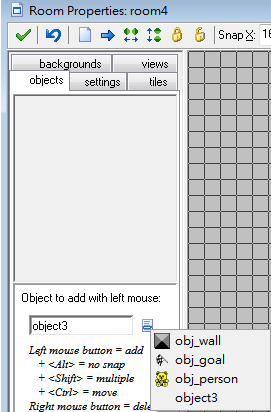 Room Properties: room4
Snap X: 16
backgrounds views
objects settings tiles
Object to add with left mouse:
object3
Left mouse button = add
+ <Alt> = no snap
+ <Shift> = multiple
+ <Ctrl> = move
Right mouse button = dele
obj_wall
obj_goal
obj_person
object3